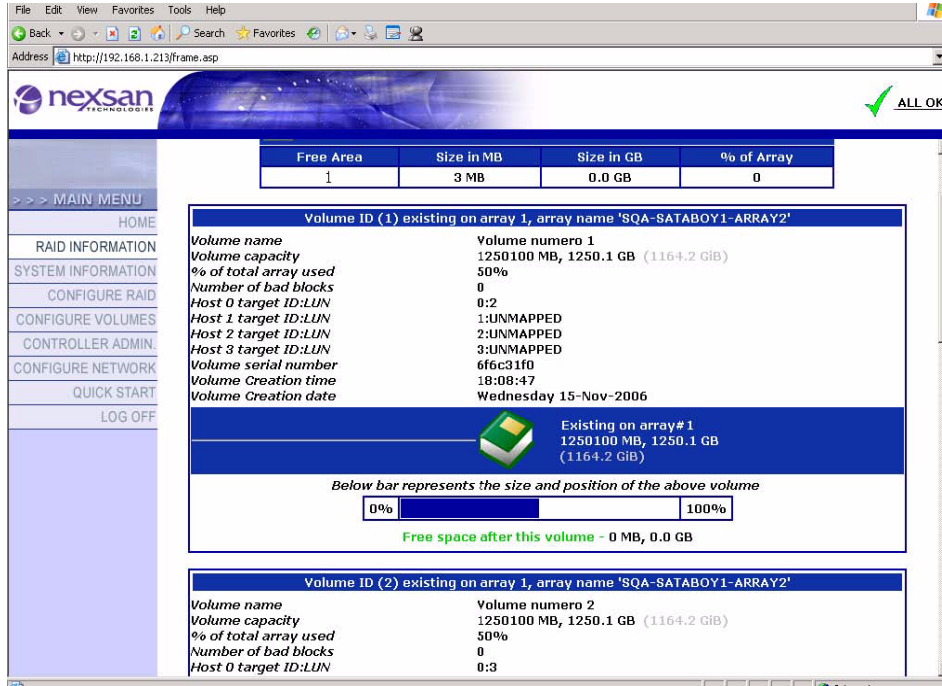 File Edit View Favorites Tools Help
Back Search Favorites
Address http://192.168.1.213/frame.asp
nexsan
TECHNOLOGIES
ALL OK
Free Area Size in MB Size in GB % of Array
1 3 MB 0.0 GB 0
> > > MAIN MENU
HOME
RAID INFORMATION
SYSTEM INFORMATION
CONFIGURE RAID
CONFIGURE VOLUMES
CONTROLLER ADMIN.
CONFIGURE NETWORK
QUICK START
LOG OFF
Volume ID (1) existing on array 1, array name 'SQA-SATABOY1-ARRAY2'
Volume name Volume numero 1
Volume capacity 1250100 MB, 1250.1 GB (1164.2 GiB)
% of total array used 50%
Number of bad blocks 0
Host 0 target ID:LUN 0:2
Host 1 target ID:LUN 1:UNMAPPED
Host 2 target ID:LUN 2:UNMAPPED
Host 3 target ID:LUN 3:UNMAPPED
Volume serial number 6f6c31f0
Volume Creation time 18:08:47
Volume Creation date Wednesday 15-Nov-2006
Existing on array#1
1250100 MB, 1250.1 GB
(1164.2 GiB)
Below bar represents the size and position of the above volume
0% 100%
Free space after this volume - 0 MB, 0.0 GB
Volume ID (2) existing on array 1, array name 'SQA-SATABOY1-ARRAY2'
Volume name Volume numero 2
Volume capacity 1250100 MB, 1250.1 GB (1164.2 GiB)
% of total array used 50%
Number of bad blocks 0
Host 0 target ID:LUN 0:3